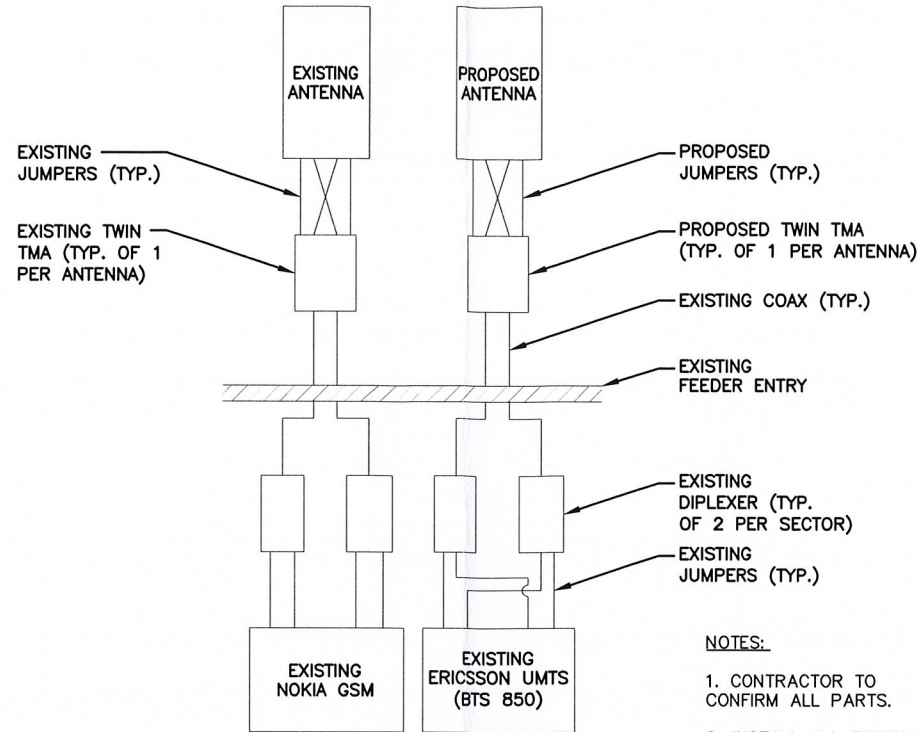 EXISTING
ANTENNA
PROPOSED
ANTENNA
EXISTING
JUMPERS (TYP.)
PROPOSED
JUMPERS (TYP.)
EXISTING TWIN
TMA (TYP. OF 1
PER ANTENNA)
PROPOSED TWIN TMA
(TYP. OF 1 PER ANTENNA)
EXISTING COAX (TYP.)
EXISTING
FEEDER ENTRY
EXISTING
DIPLEXER (TYP.
OF 2 PER SECTOR)
EXISTING
JUMPERS (TYP.)
EXISTING
NOKIA GSM
EXISTING
ERICSSON UMTS
(BTS 850)
NOTES:
1. CONTRACTOR TO
CONFIRM ALL PARTS.